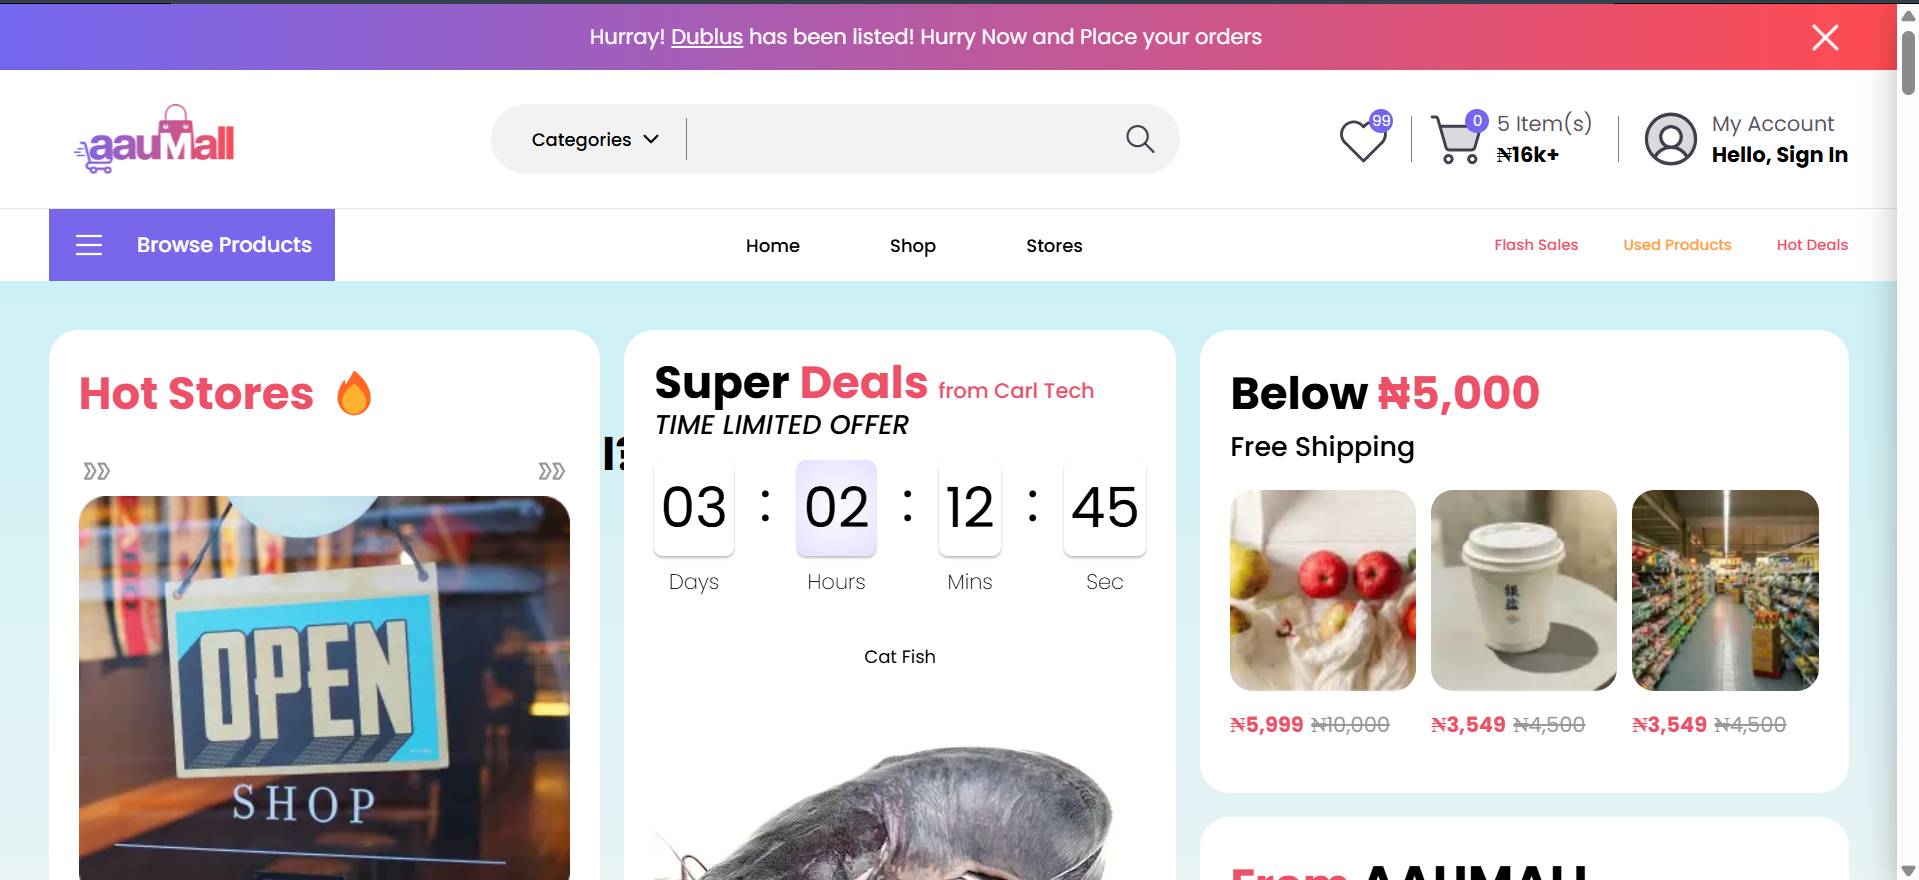 Hurray! Dublus has been listed! Hurry Now and Place your orders
aauMall
Categories
99
0
5 Item(s)
₦16k+
My Account
Hello, Sign In
Browse Products
Home
Shop
Stores
Flash Sales
Used Products
Hot Deals
Hot Stores
OPEN
SHOP
Super Deals from Carl Tech
TIME LIMITED OFFER
03 : 02 : 12 : 45
Days
Hours
Mins
Sec
Cat Fish
Below ₦5,000
Free Shipping
₦5,999 ₦10,000
₦3,549 ₦4,500
₦3,549 ₦4,500
From AAUMALL